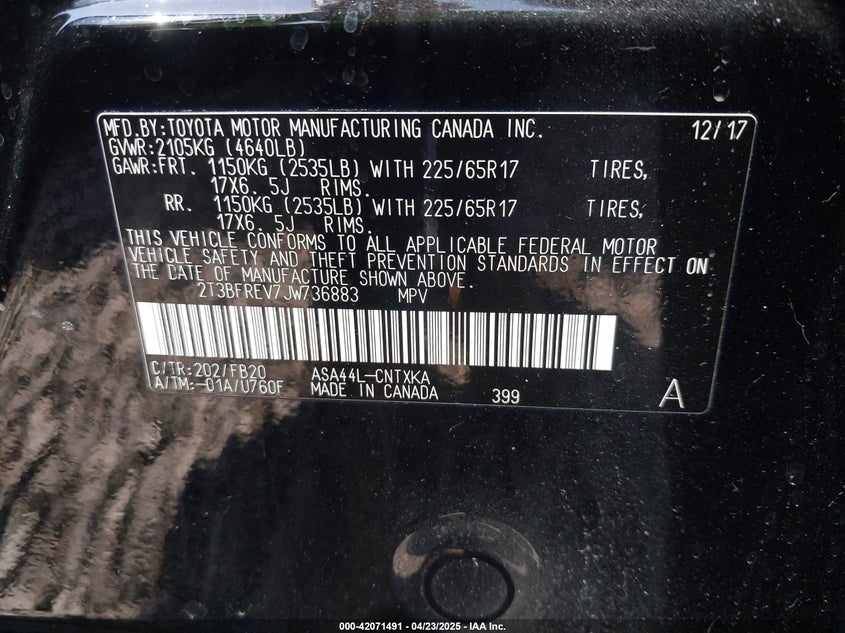 MFD.BY:TOYOTA MOTOR MANUFACTURING CANADA INC. 12/17
GVWR:2105KG (4640LB)
GAWR:FRT. 1150KG (2535LB) WITH 225/65R17 TIRES,
17X6. 5J RIMS.
RR. 1150KG (2535LB) WITH 225/65R17 TIRES,
17X6. 5J RIMS.
THIS VEHICLE CONFORMS TO ALL APPLICABLE FEDERAL MOTOR
VEHICLE SAFETY AND THEFT PREVENTION STANDARDS IN EFFECT ON
THE DATE OF MANUFACTURE SHOWN ABOVE.
2T3BFREV7JW736883 MPV
C/TR:202/FB20 ASA44L-CNTXKA
A/TM:-01A/U760F MADE IN CANADA 399 A
000-42071491 - 04/23/2025 - IAA Inc.